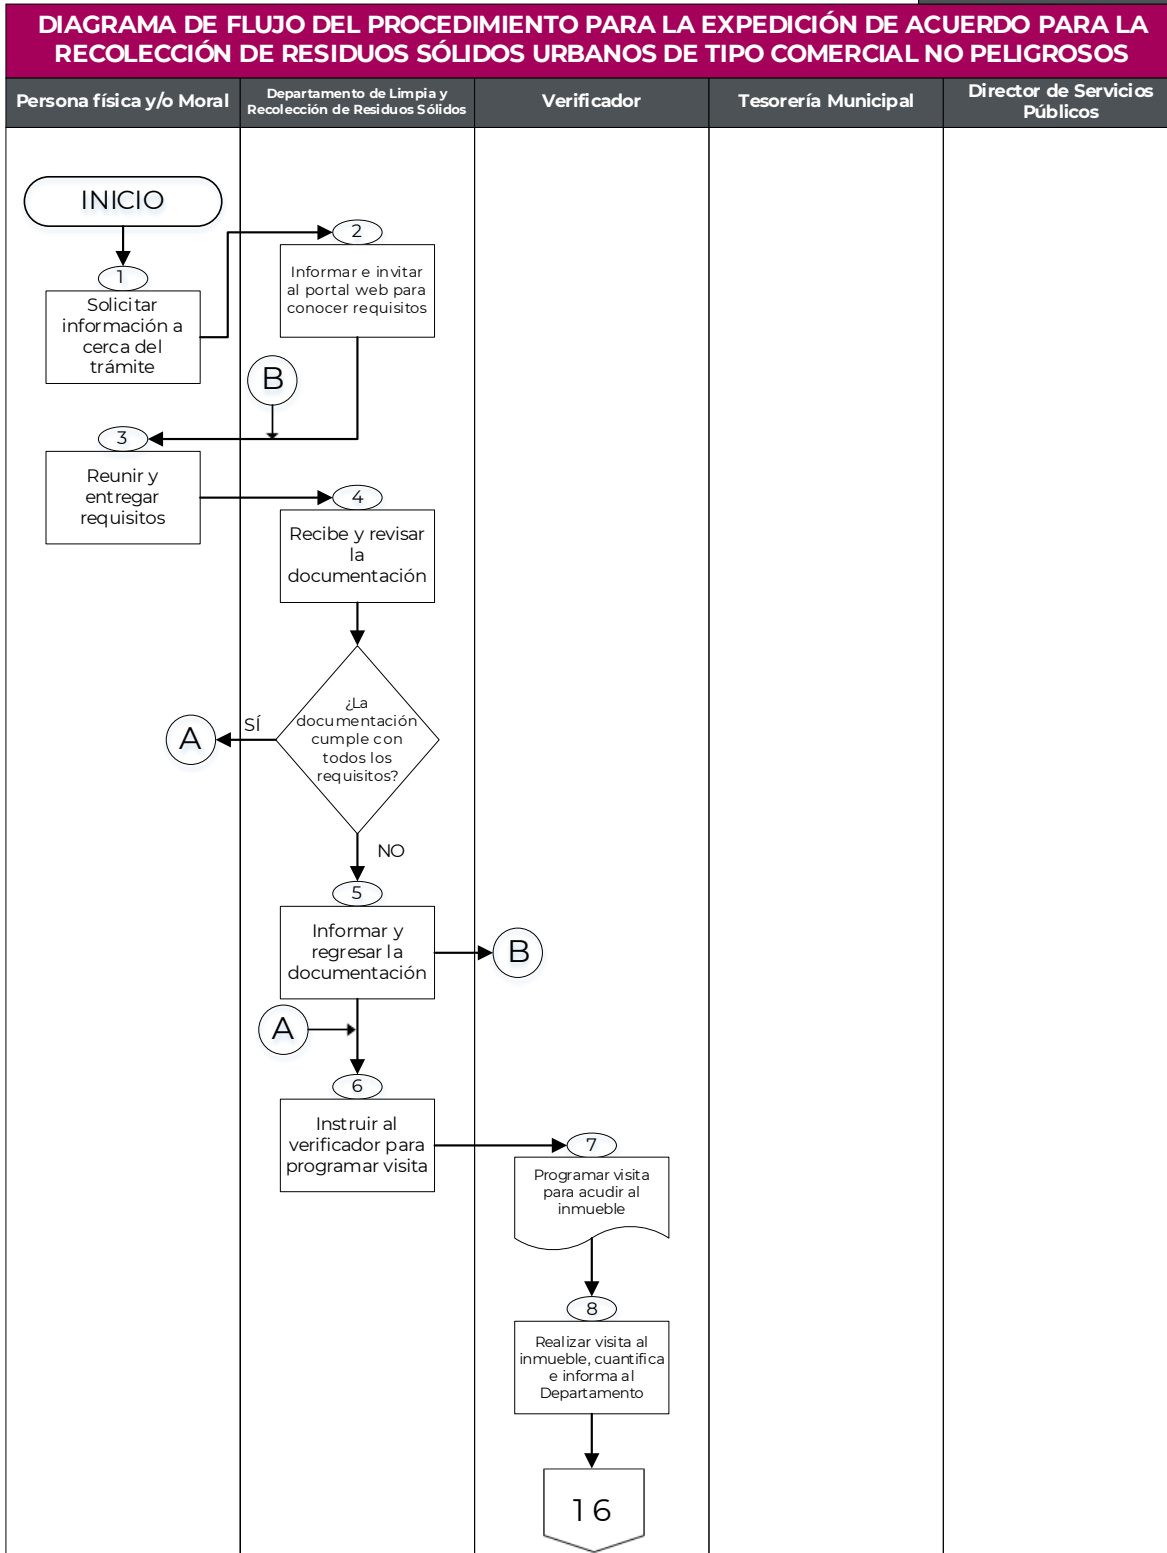 DIAGRAMA DE FLUJO DEL PROCEDIMIENTO PARA LA EXPEDICIÓN DE ACUERDO PARA LA
RECOLECCIÓN DE RESIDUOS SÓLIDOS URBANOS DE TIPO COMERCIAL NO PELIGROSOS
Persona física y/o Moral
Departamento de Limpia y
Recolección de Residuos Sólidos
Verificador
Tesorería Municipal
Director de Servicios
Públicos
INICIO
1
Solicitar
información a
cerca del
trámite
2
Informar e invitar
al portal web para
conocer requisitos
B
3
Reunir y
entregar
requisitos
4
Recibe y revisar
la
documentación
¿La
documentación
cumple con
todos los
requisitos?
SÍ
A
NO
5
Informar y
regresar la
documentación
B
A
6
Instruir al
verificador para
programar visita
7
Programar visita
para acudir al
inmueble
8
Realizar visita al
inmueble, cuantifica
e informa al
Departamento
16